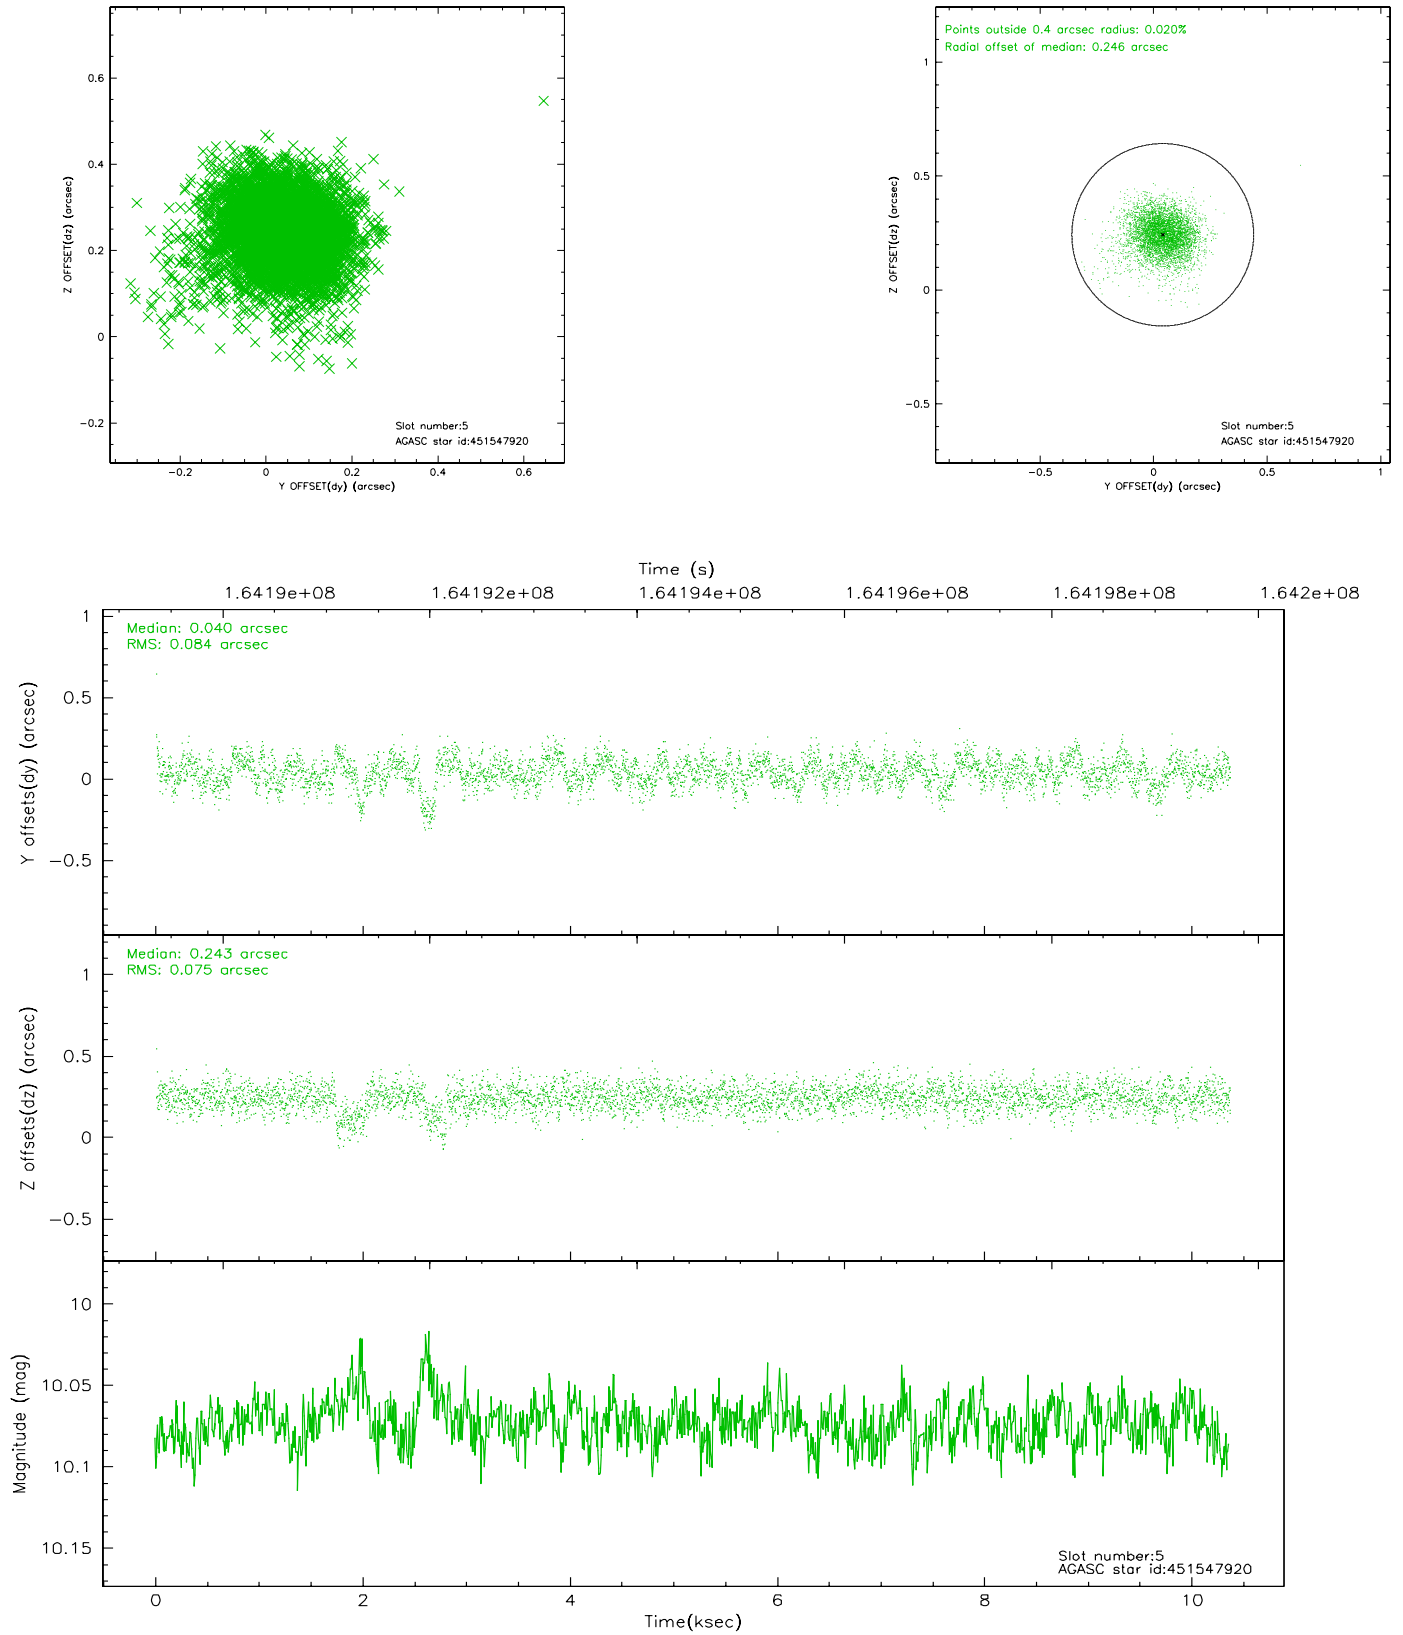 0.6
0.4
0.2
0
−0.2
Z OFFSET(dz) (arcsec)
Slot number:5
AGASC star id:451547920
−0.2 0 0.2 0.4 0.6
Y OFFSET(dy) (arcsec)
Points outside 0.4 arcsec radius: 0.020%
Radial offset of median: 0.246 arcsec
1
0.5
0
−0.5
Z OFFSET(dz) (arcsec)
Slot number:5
AGASC star id:451547920
−0.5 0 0.5 1
Y OFFSET(dy) (arcsec)
Time (s)
1.6419e+08 1.64192e+08 1.64194e+08 1.64196e+08 1.64198e+08 1.642e+08
Median: 0.040 arcsec
RMS: 0.084 arcsec
1
0.5
0
−0.5
Y offsets(dy) (arcsec)
Median: 0.243 arcsec
RMS: 0.075 arcsec
1
0.5
0
−0.5
Z offsets(dz) (arcsec)
10
10.05
10.1
10.15
Magnitude (mag)
Slot number:5
AGASC star id:451547920
0 2 4 6 8 10
Time(ksec)